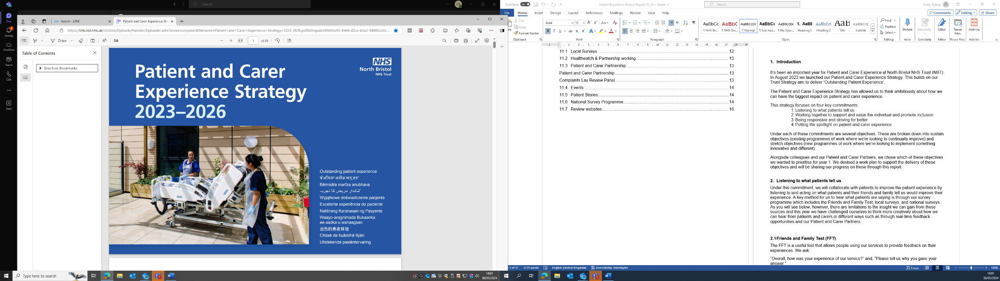 Search
EA
Chat
Activity
OneDrive
Teams
Calls
Apps
Search - LINK
Patient and Carer Experience Stra
https://link.nbt.nhs.uk/Utilities/Uploads/Handler/Uploader.ashx?area=composer&filename=Patient+and+Carer+Experience+Strategy+2023-2026.pdf&fileguid=89b92e55-8e66-42ce-b0a2-948852cfd...
Draw
1 of 40
Table of Contents
Structure Bookmarks
NHS
North Bristol
NHS Trust
Patient and Carer
Experience Strategy
2023–2026
Outstanding patient experience
Bēmisāla marīza anubhava
شاندار مریض کا تجربہ'
Wyjątkowe doświadczenie pacjenta
Excelente experiência do paciente
Natitirang Karanasan ng Pasyente
Waayo-aragnimada Bukaanka
ee aadka u wanaagsan
出色的患者体验
Chūsè de huànzhě tǐyàn
Uitstekende pasiëntervaring
Type here to search
14:01
30/05/2024
AutoSave On
Patient Experience Annual Report 23_24 • Saved
Search
Emily Ayling
File Home Insert Design Layout References Mailings Review View Help
Comments Editing Share
Cut
Copy
Format Painter
Clipboard
Arial 12
Font
Paragraph
¶ NHS Bo...
¶ NHS Sm...
¶ Normal
¶ Sub-hea...
¶ No Spac...
Heading 1
Heading 2
Title
Subtitle
Styles
Find
Replace
Select
Editing
Dictate
Voice
Sensitivity
Sensitivity
Editor
Editor
Reuse
Files
Reuse Files
Add-ins
Add-ins
11.1 Local Surveys 12
11.2 Healthwatch & Partnership working 13
11.3 Patient and Carer Partnership 13
Patient and Carer Partnership 13
Complaints Lay Review Panel 13
11.4 Events 14
11.5 Patient Stories 14
11.6 National Survey Programme 14
11.7 Review websites 16
1. Introduction
It's been an important year for Patient and Carer Experience at North Bristol NHS Trust (NBT).
In August 2023 we launched our Patient and Carer Experience Strategy. This builds on our
Trust Strategy aim to deliver 'Outstanding Patient Experience'.
The Patient and Carer Experience Strategy has allowed us to think ambitiously about how we
can have the biggest impact on patient and carer experience.
This strategy focuses on four key commitments:
1. Listening to what patients tell us
2. Working together to support and value the individual and promote inclusion
3. Being responsive and striving for better
4. Putting the spotlight on patient and carer experience
Under each of these commitments are several objectives. These are broken down into sustain
objectives (existing programmes of work where we're looking to continually improve) and
stretch objectives (new programmes of work where we're looking to implement something
innovative and different).
Alongside colleagues and our Patient and Carer Partners, we chose which of these objectives
we wanted to prioritise for year 1. We devised a work plan to support the delivery of these
objectives and will be sharing our progress on these through this report.
2. Listening to what patients tell us
Under this commitment, we will collaborate with patients to improve the patient experience by
listening to and acting on what patients and their friends and family tell us would improve their
experience. A key method for us to hear what patients are saying is through our survey
programme which includes the Friends and Family Test, local surveys, and national surveys.
As you will see below, however, there are limitations to the insight we can gain from these
sources and this year we have challenged ourselves to think more creatively about how we
can hear from patients and carers in different ways such as through real-time feedback
opportunities and our Patient and Carer Partners.
2.1 Friends and Family Test (FFT)
The FFT is a useful tool that allows people using our services to provide feedback on their
experiences. We ask:
"Overall, how was your experience of our service?" and, "Please tell us why you gave your
answer."
3 of 21 5219 words English (United Kingdom) Accessibility: Investigate
Focus 100%
14:01
30/05/2024